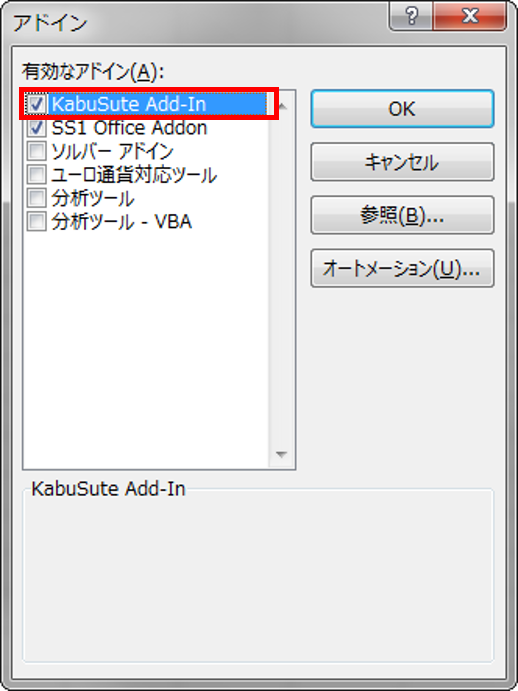 アドイン
有効なアドイン(A):
KabuSute Add-In
SS1 Office Addon
ソルバー アドイン
ユーロ通貨対応ツール
分析ツール
分析ツール - VBA
OK
キャンセル
参照(B)...
オートメーション(U)...
KabuSute Add-In